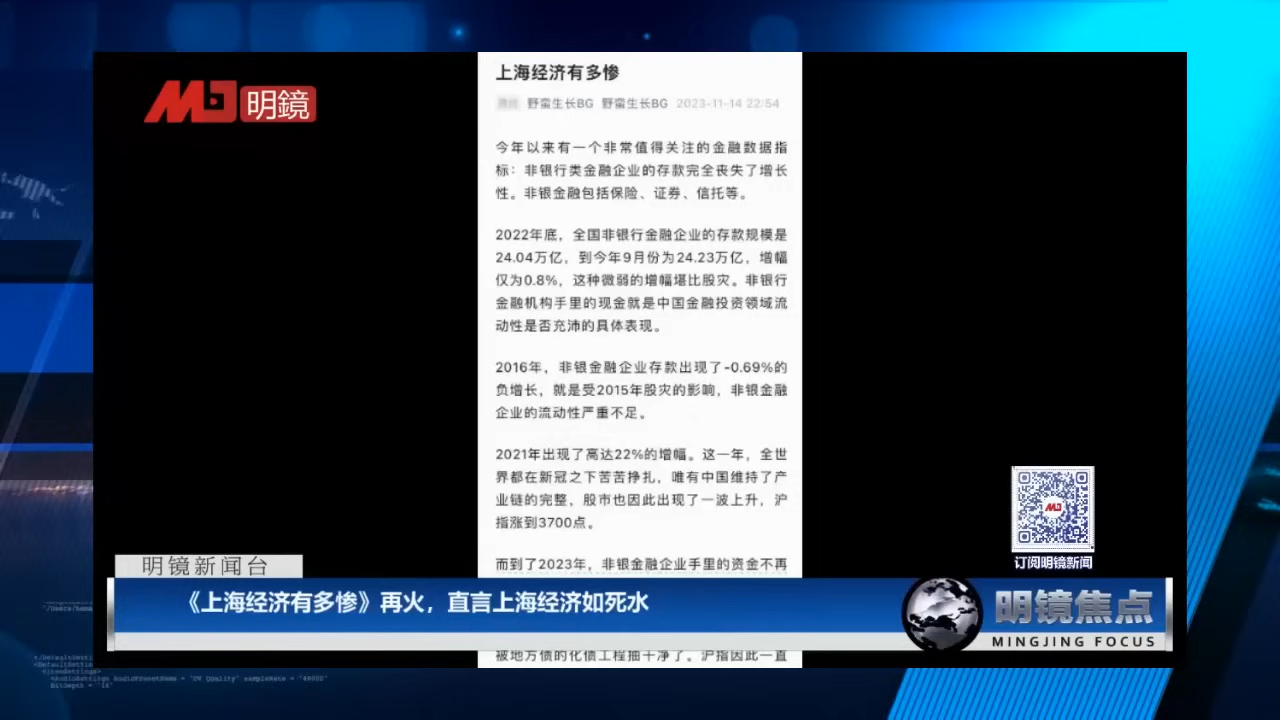 明鏡
上海经济有多惨
野蛮生长BG 野蛮生长BG 2023-11-14 22:54
今年以来有一个非常值得关注的金融数据指
标：非银行类金融企业的存款完全丧失了增长
性。非银金融包括保险、证券、信托等。
2022年底，全国非银行金融企业的存款规模是
24.04万亿，到今年9月份为24.23万亿，增幅
仅为0.8%，这种微弱的增幅堪比股灾。非银行
金融机构手里的现金就是中国金融投资领域流
动性是否充沛的具体表现。
2016年，非银金融企业存款出现了-0.69%的
负增长，就是受2015年股灾的影响，非银金融
企业的流动性严重不足。
2021年出现了高达22%的增幅。这一年，全世
界都在新冠之下苦苦挣扎，唯有中国维持了产
业链的完整，股市也因此出现了一波上升，沪
指涨到3700点。
而到了2023年，非银金融企业手里的资金不再
订阅明镜新闻
明镜新闻台
《上海经济有多惨》再火，直言上海经济如死水
明镜焦点
MINGJING FOCUS
被地方债的化债工程抽干净了。沪指因此一直